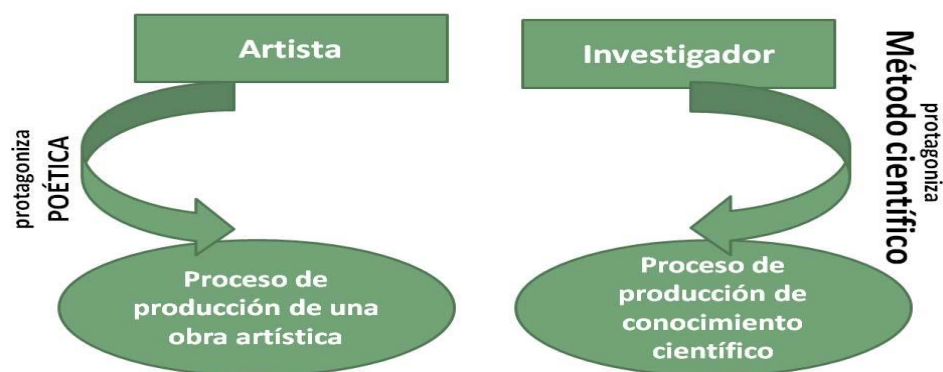 Artista
protagoniza
POÉTICA
Proceso de
producción de una
obra artística
Investigador
protagoniza
Método científico
Proceso de
producción de
conocimiento
científico